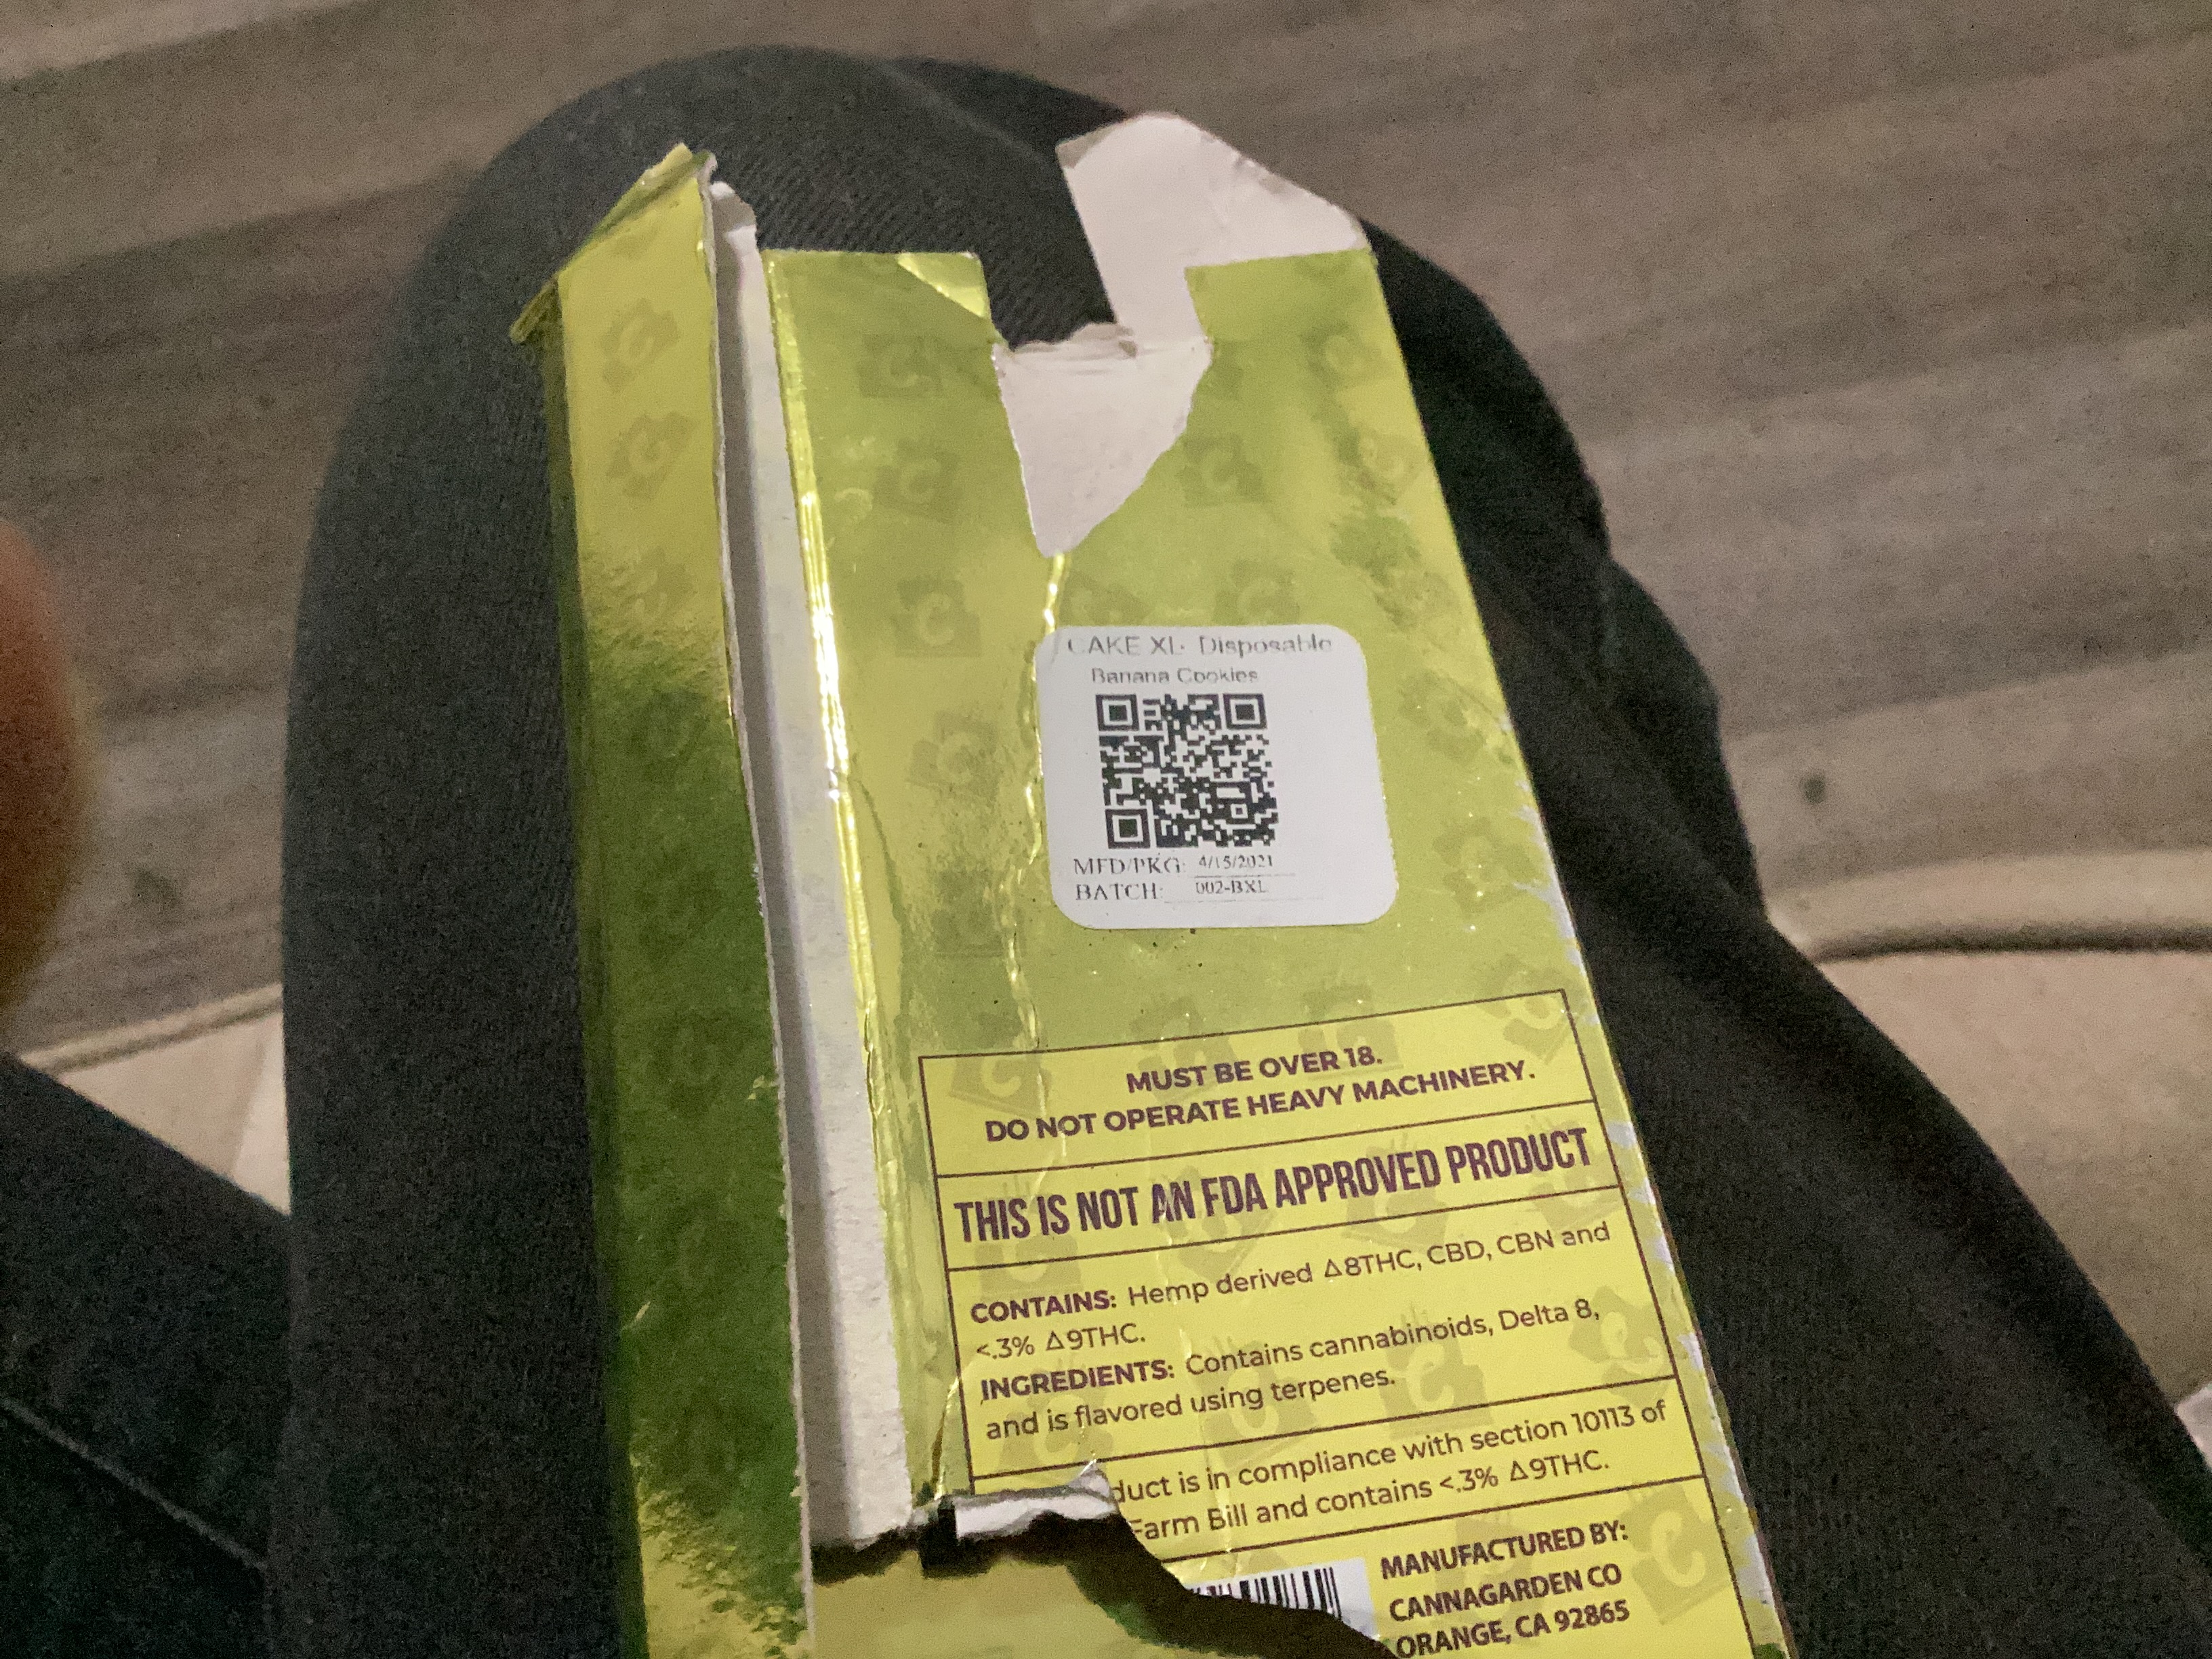 CAKE XL Disposable
Banana Cookies
MFD/PKG: 4/15/2021
BATCH: 002-BXL
MUST BE OVER 18.
DO NOT OPERATE HEAVY MACHINERY.
THIS IS NOT AN FDA APPROVED PRODUCT
CONTAINS: Hemp derived Δ8THC, CBD, CBN and
<.3% Δ9THC.
INGREDIENTS: Contains cannabinoids, Delta 8,
and is flavored using terpenes.
duct is in compliance with section 10113 of
Farm Bill and contains <.3% Δ9THC.
MANUFACTURED BY:
CANNAGARDEN CO
ORANGE, CA 92865